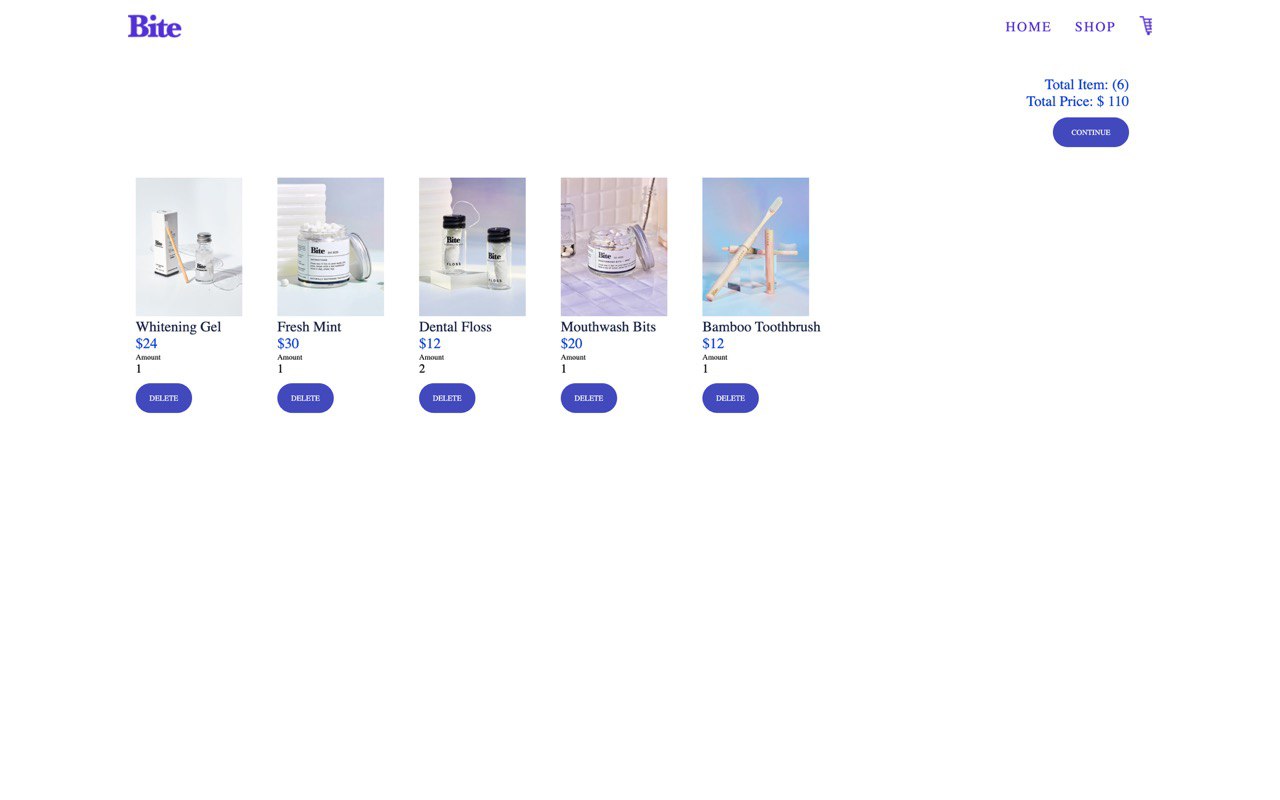 Bite
HOME SHOP
Total Item: (6)
Total Price: $ 110
CONTINUE
Bite
Bite
Bite
FLOSS
Bite
FLOSS
Bite
Whitening Gel
$24
Amount
1
DELETE
Fresh Mint
$30
Amount
1
DELETE
Dental Floss
$12
Amount
2
DELETE
Mouthwash Bits
$20
Amount
1
DELETE
Bamboo Toothbrush
$12
Amount
1
DELETE